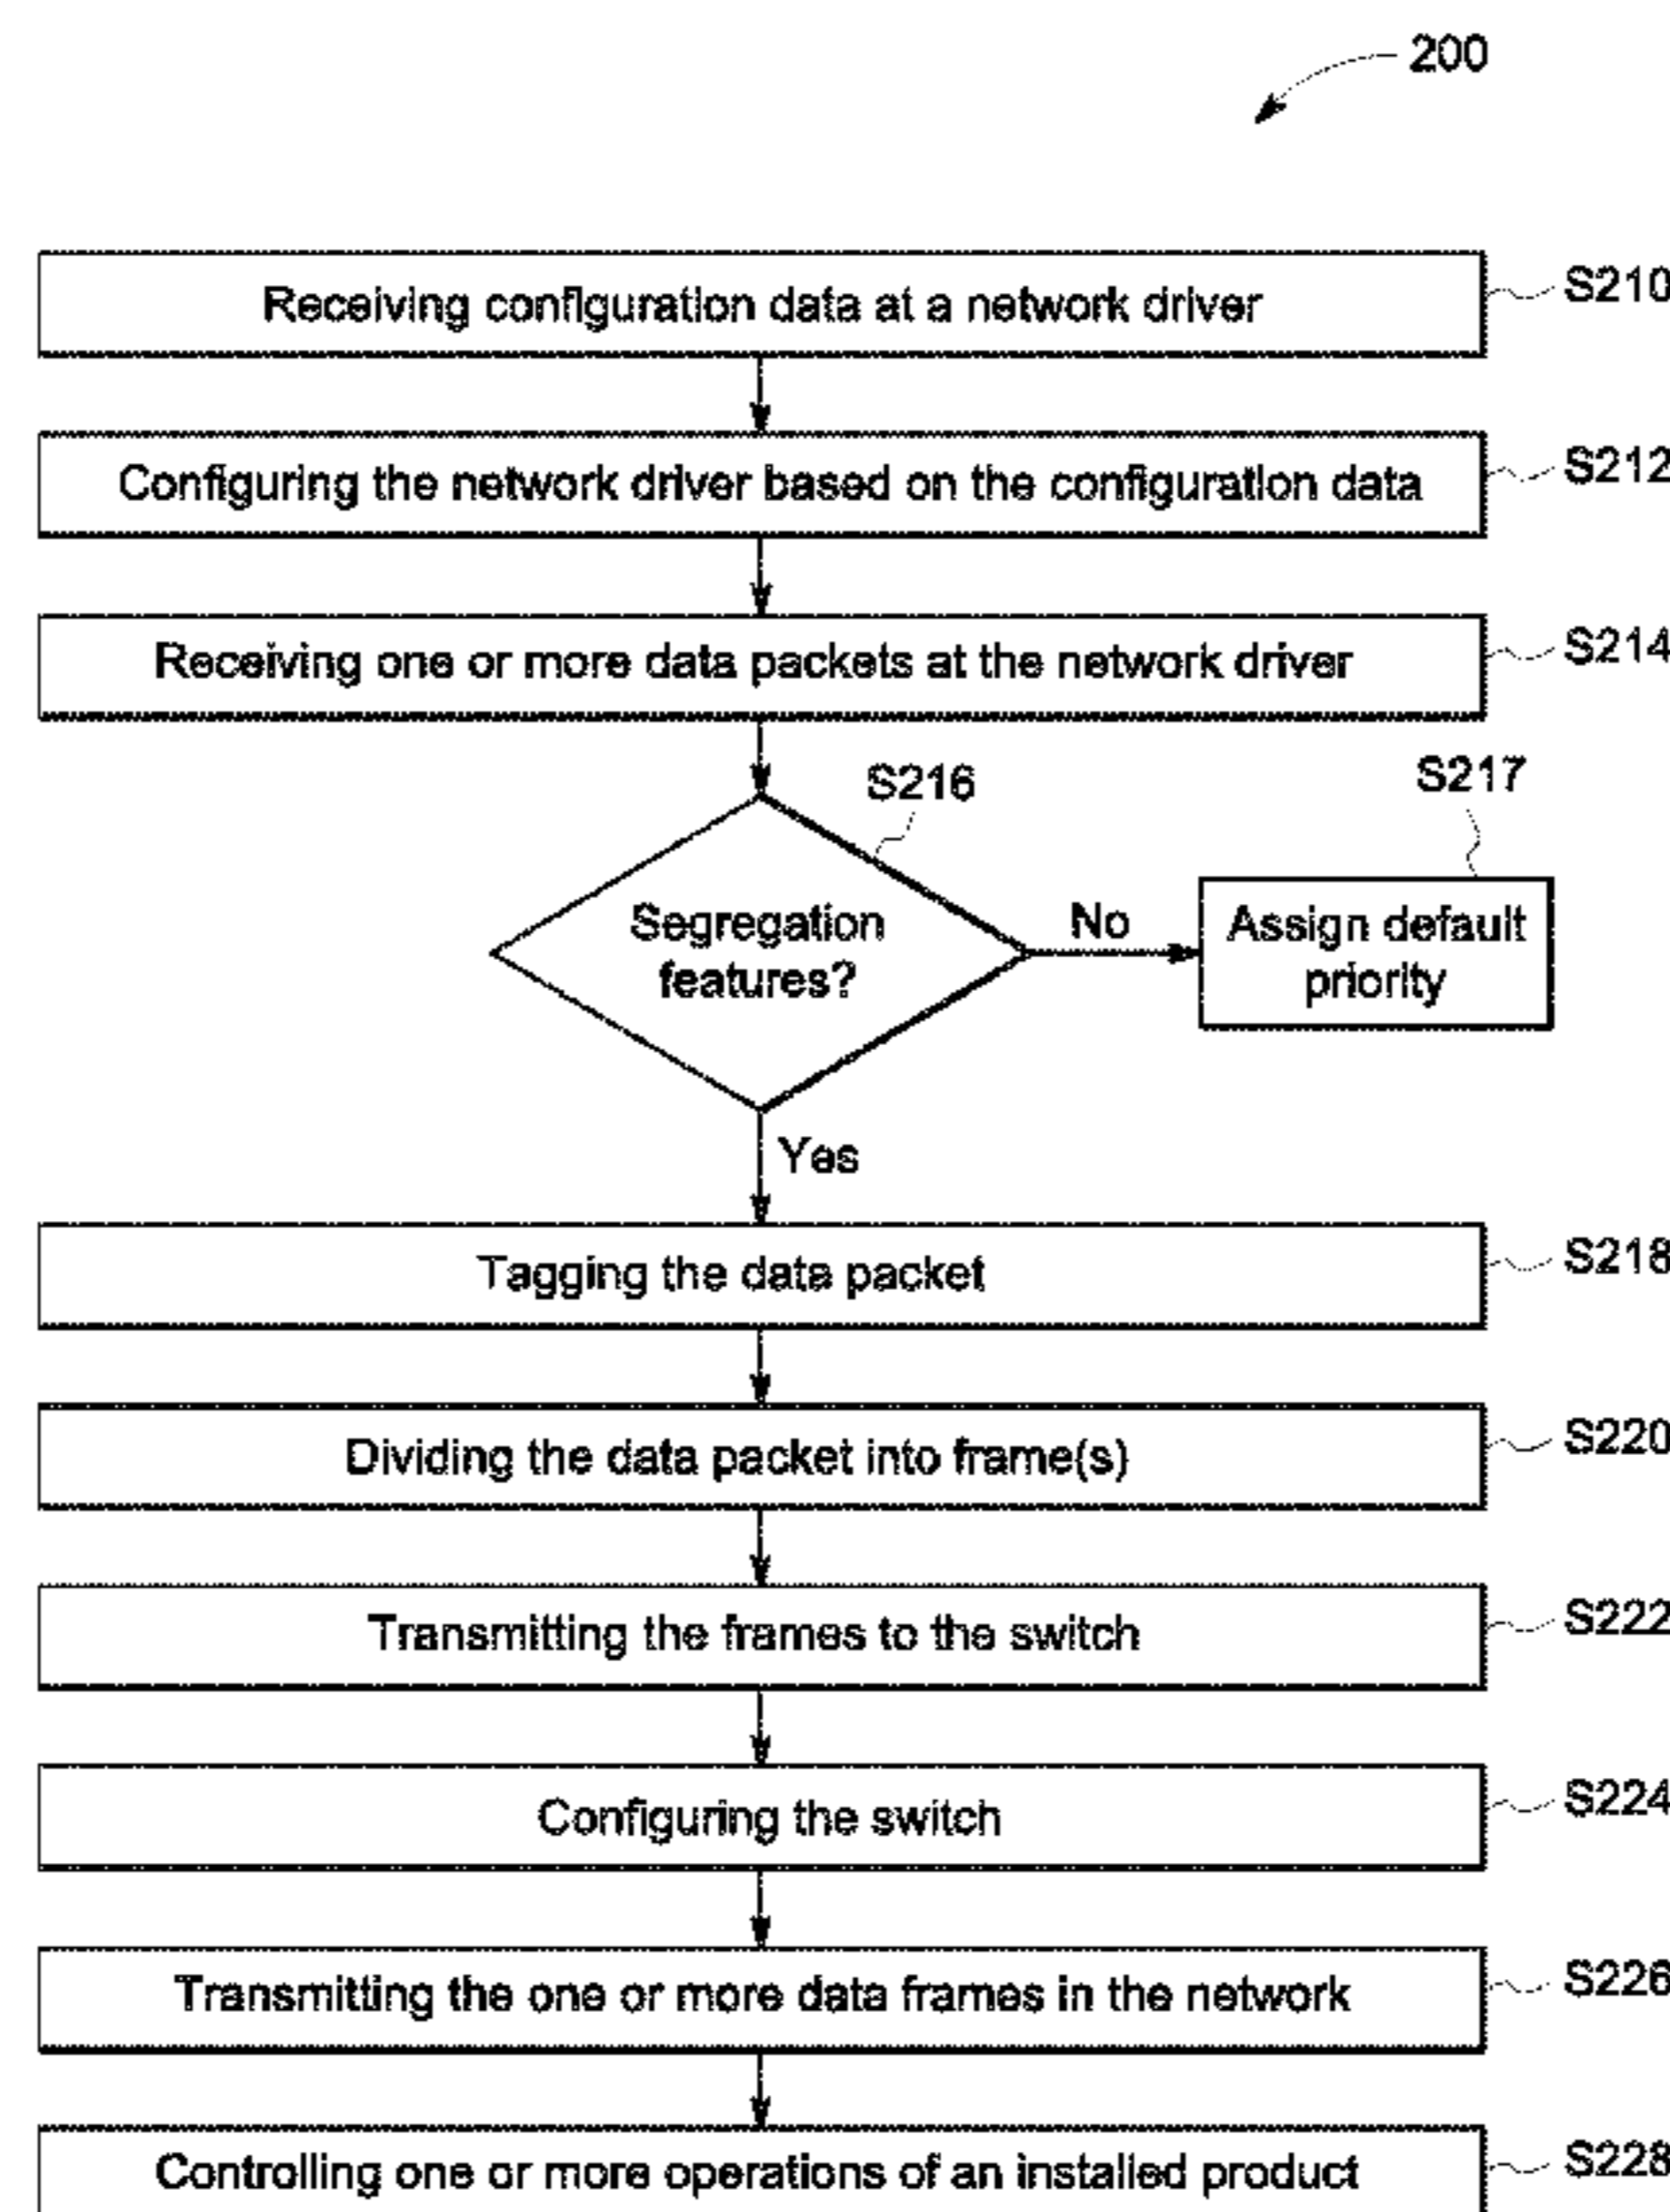 200
Receiving configuration data at a network driver
S210
Configuring the network driver based on the configuration data
S212
Receiving one or more data packets at the network driver
S214
S216
S217
Segregation
features?
No
Assign default
priority
Yes
Tagging the data packet
S218
Dividing the data packet into frame(s)
S220
Transmitting the frames to the switch
S222
Configuring the switch
S224
Transmitting the one or more data frames in the network
S226
Controlling one or more operations of an installed product
S228